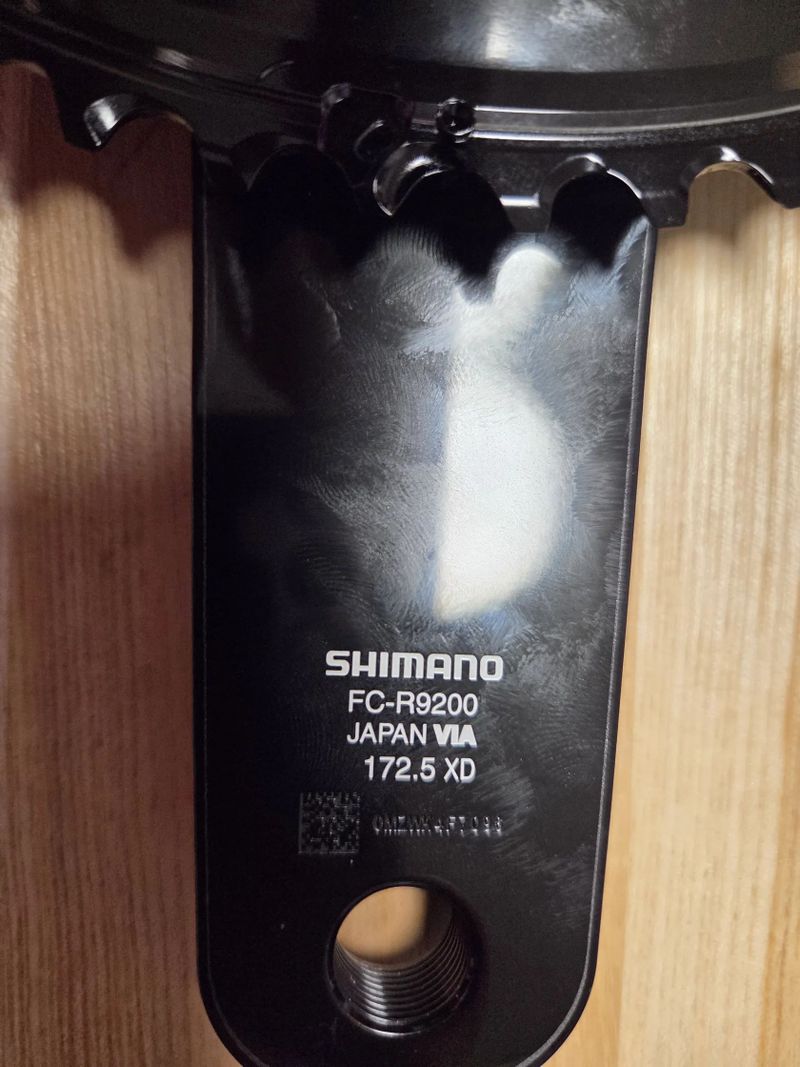 SHIMANO
FC-R9200
JAPAN VIA
172.5 XD